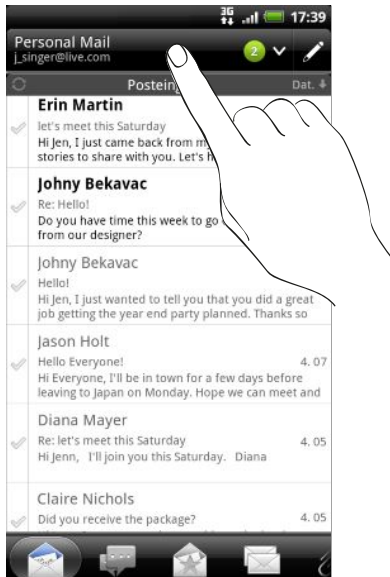 3G 17:39
Personal Mail
j_singer@live.com
2
Dat.
Erin Martin
let's meet this Saturday
Hi Jen, I just came back from
stories to share with you. Let's
Johny Bekavac
Re: Hello!
Do you have time this week to go
from our designer?
Johny Bekavac
Hello!
Hi Jen, I just wanted to tell you that you did a great
job getting the year end party planned. Thanks so
Jason Holt
Hello Everyone! 4. 07
Hi Everyone, I'll be in town for a few days before
leaving to Japan on Monday. Hope we can meet and
Diana Mayer
Re: let's meet this Saturday 4. 05
Hi Jenn, I'll join you this Saturday. Diana
Claire Nichols
Did you receive the package? 4. 05